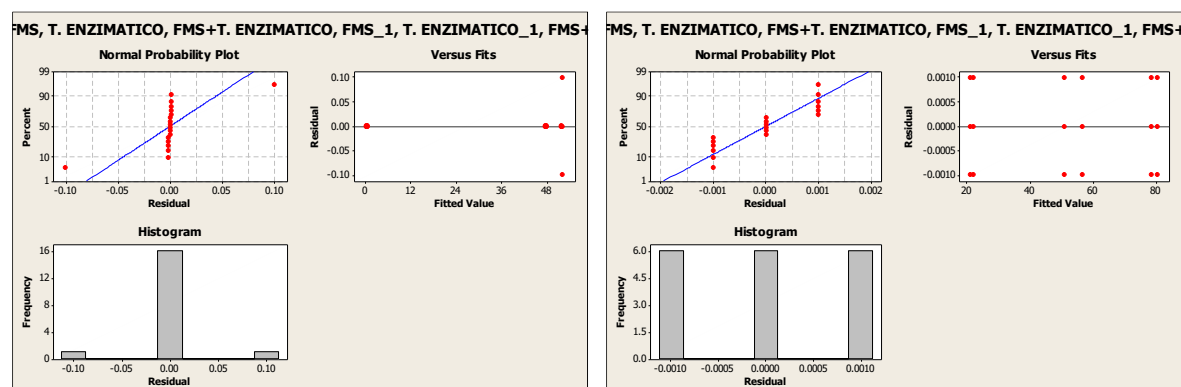 FMS, T. ENZIMATICO, FMS+T. ENZIMATICO, FMS_1, T. ENZIMATICO_1, FMS+
Normal Probability Plot
Percent
99
90
50
10
1
-0.10 -0.05 0.00 0.05 0.10
Residual
Versus Fits
Residual
0.10
0.05
0.00
-0.05
-0.10
0 12 24 36 48
Fitted Value
Histogram
Frequency
16
12
8
4
0
-0.10 -0.05 0.00 0.05 0.10
Residual
FMS, T. ENZIMATICO, FMS+T. ENZIMATICO, FMS_1, T. ENZIMATICO_1, FMS+
Normal Probability Plot
Percent
99
90
50
10
1
-0.002 -0.001 0.000 0.001 0.002
Residual
Versus Fits
Residual
0.0010
0.0005
0.0000
-0.0005
-0.0010
20 40 60 80
Fitted Value
Histogram
Frequency
6.0
4.5
3.0
1.5
0.0
-0.0010 -0.0005 0.0000 0.0005 0.0010
Residual